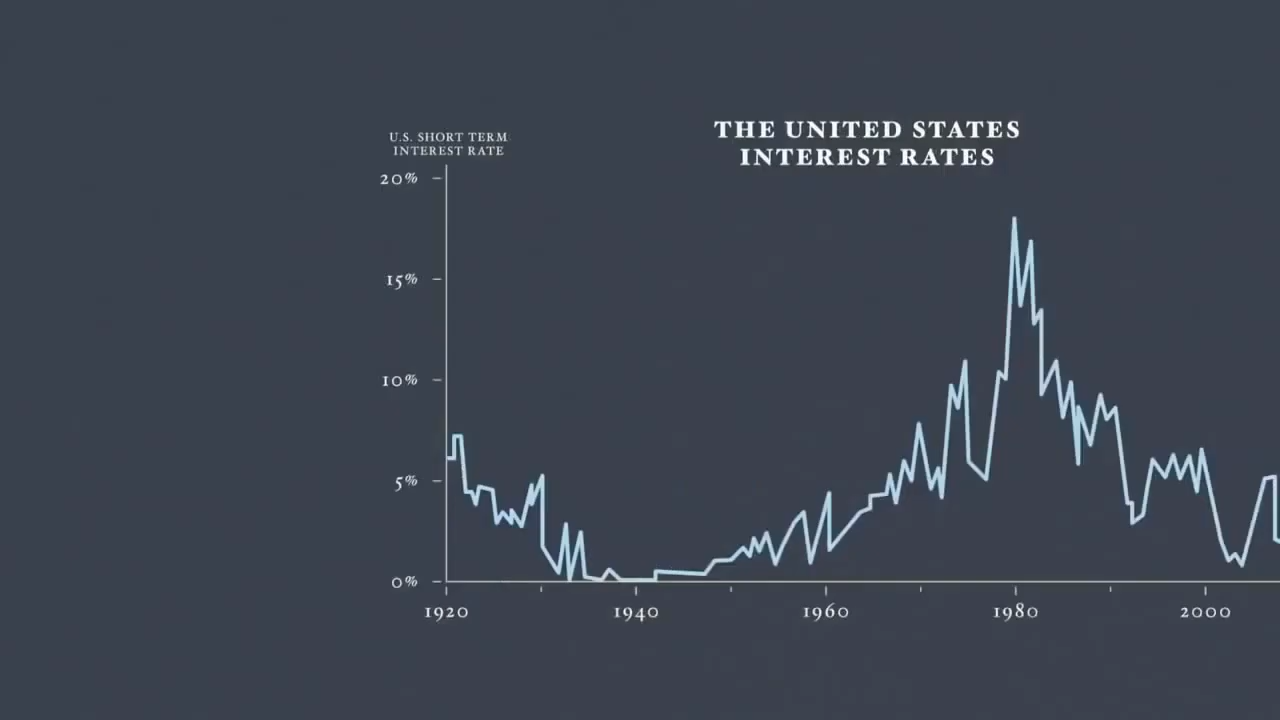 THE UNITED STATES
INTEREST RATES
U.S. SHORT TERM
INTEREST RATE
20%
15%
10%
5%
0%
1920
1940
1960
1980
2000